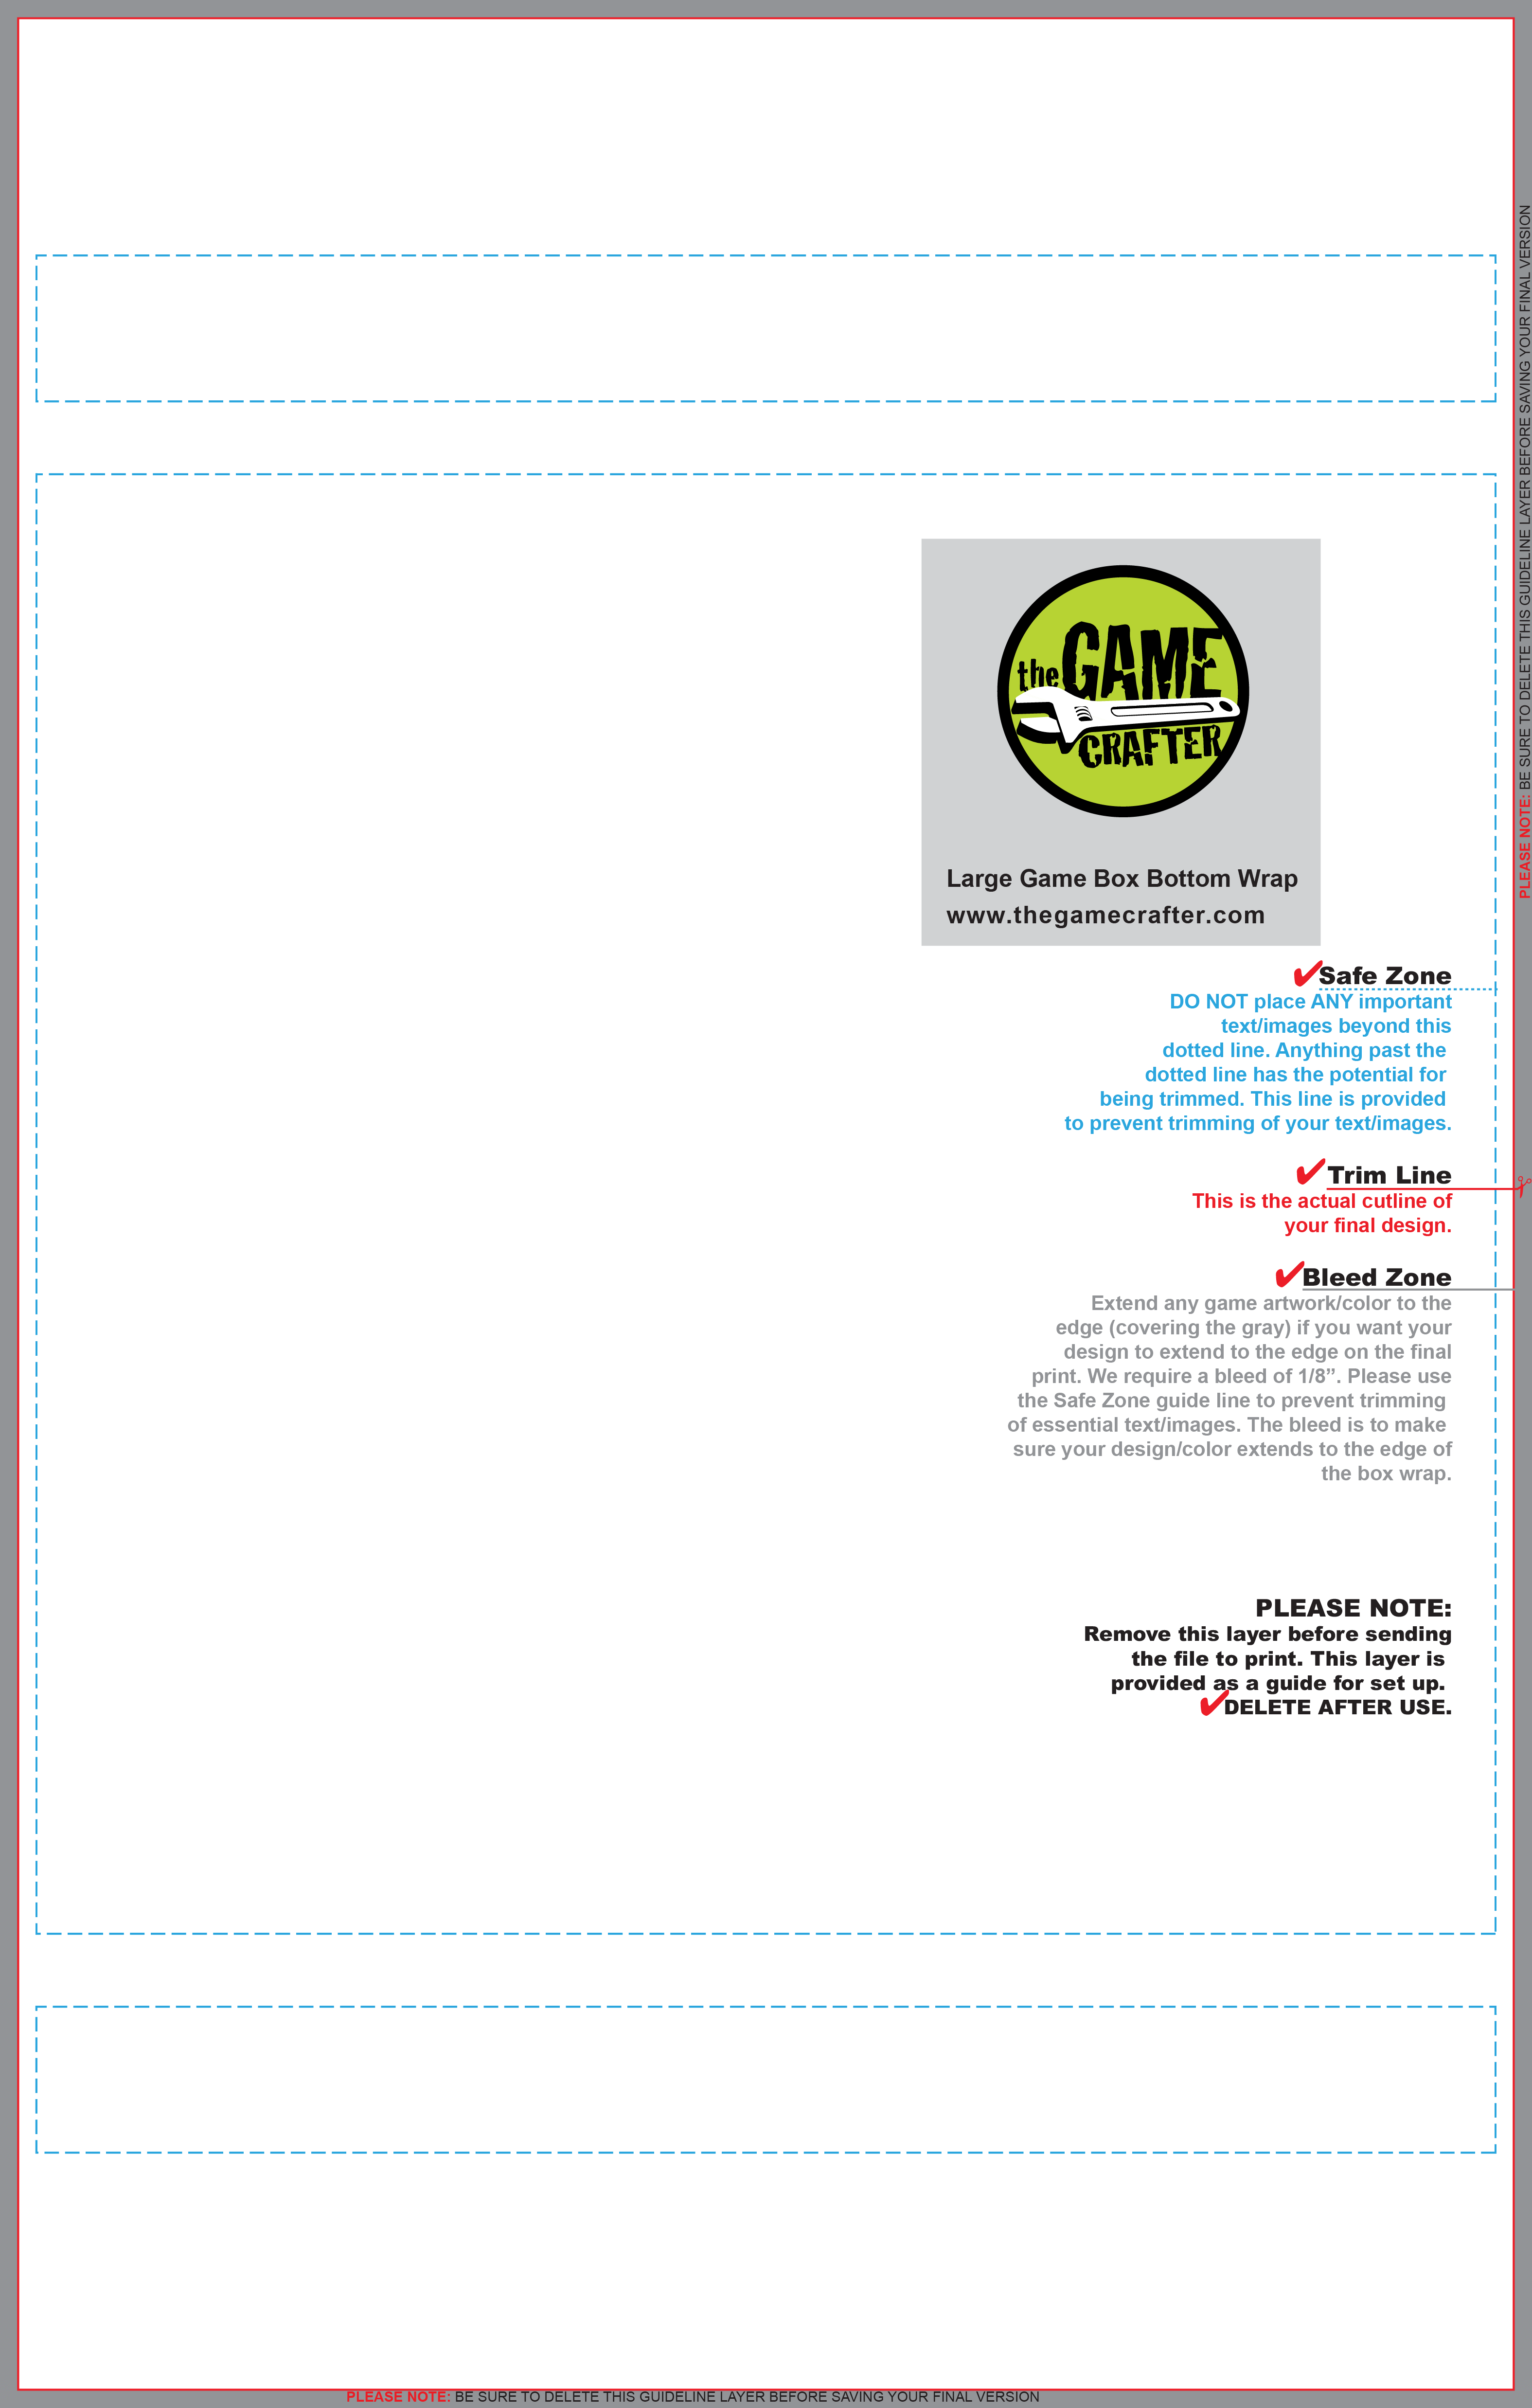 the GAME
CRAFTER
Large Game Box Bottom Wrap
www.thegamecrafter.com
Safe Zone
DO NOT place ANY important
text/images beyond this
dotted line. Anything past the
dotted line has the potential for
being trimmed. This line is provided
to prevent trimming of your text/images.
Trim Line
This is the actual cutline of
your final design.
Bleed Zone
Extend any game artwork/color to the
edge (covering the gray) if you want your
design to extend to the edge on the final
print. We require a bleed of 1/8”. Please use
the Safe Zone guide line to prevent trimming
of essential text/images. The bleed is to make
sure your design/color extends to the edge of
the box wrap.
PLEASE NOTE:
Remove this layer before sending
the file to print. This layer is
provided as a guide for set up.
DELETE AFTER USE.
PLEASE NOTE: BE SURE TO DELETE THIS GUIDELINE LAYER BEFORE SAVING YOUR FINAL VERSION
PLEASE NOTE: BE SURE TO DELETE THIS GUIDELINE LAYER BEFORE SAVING YOUR FINAL VERSION